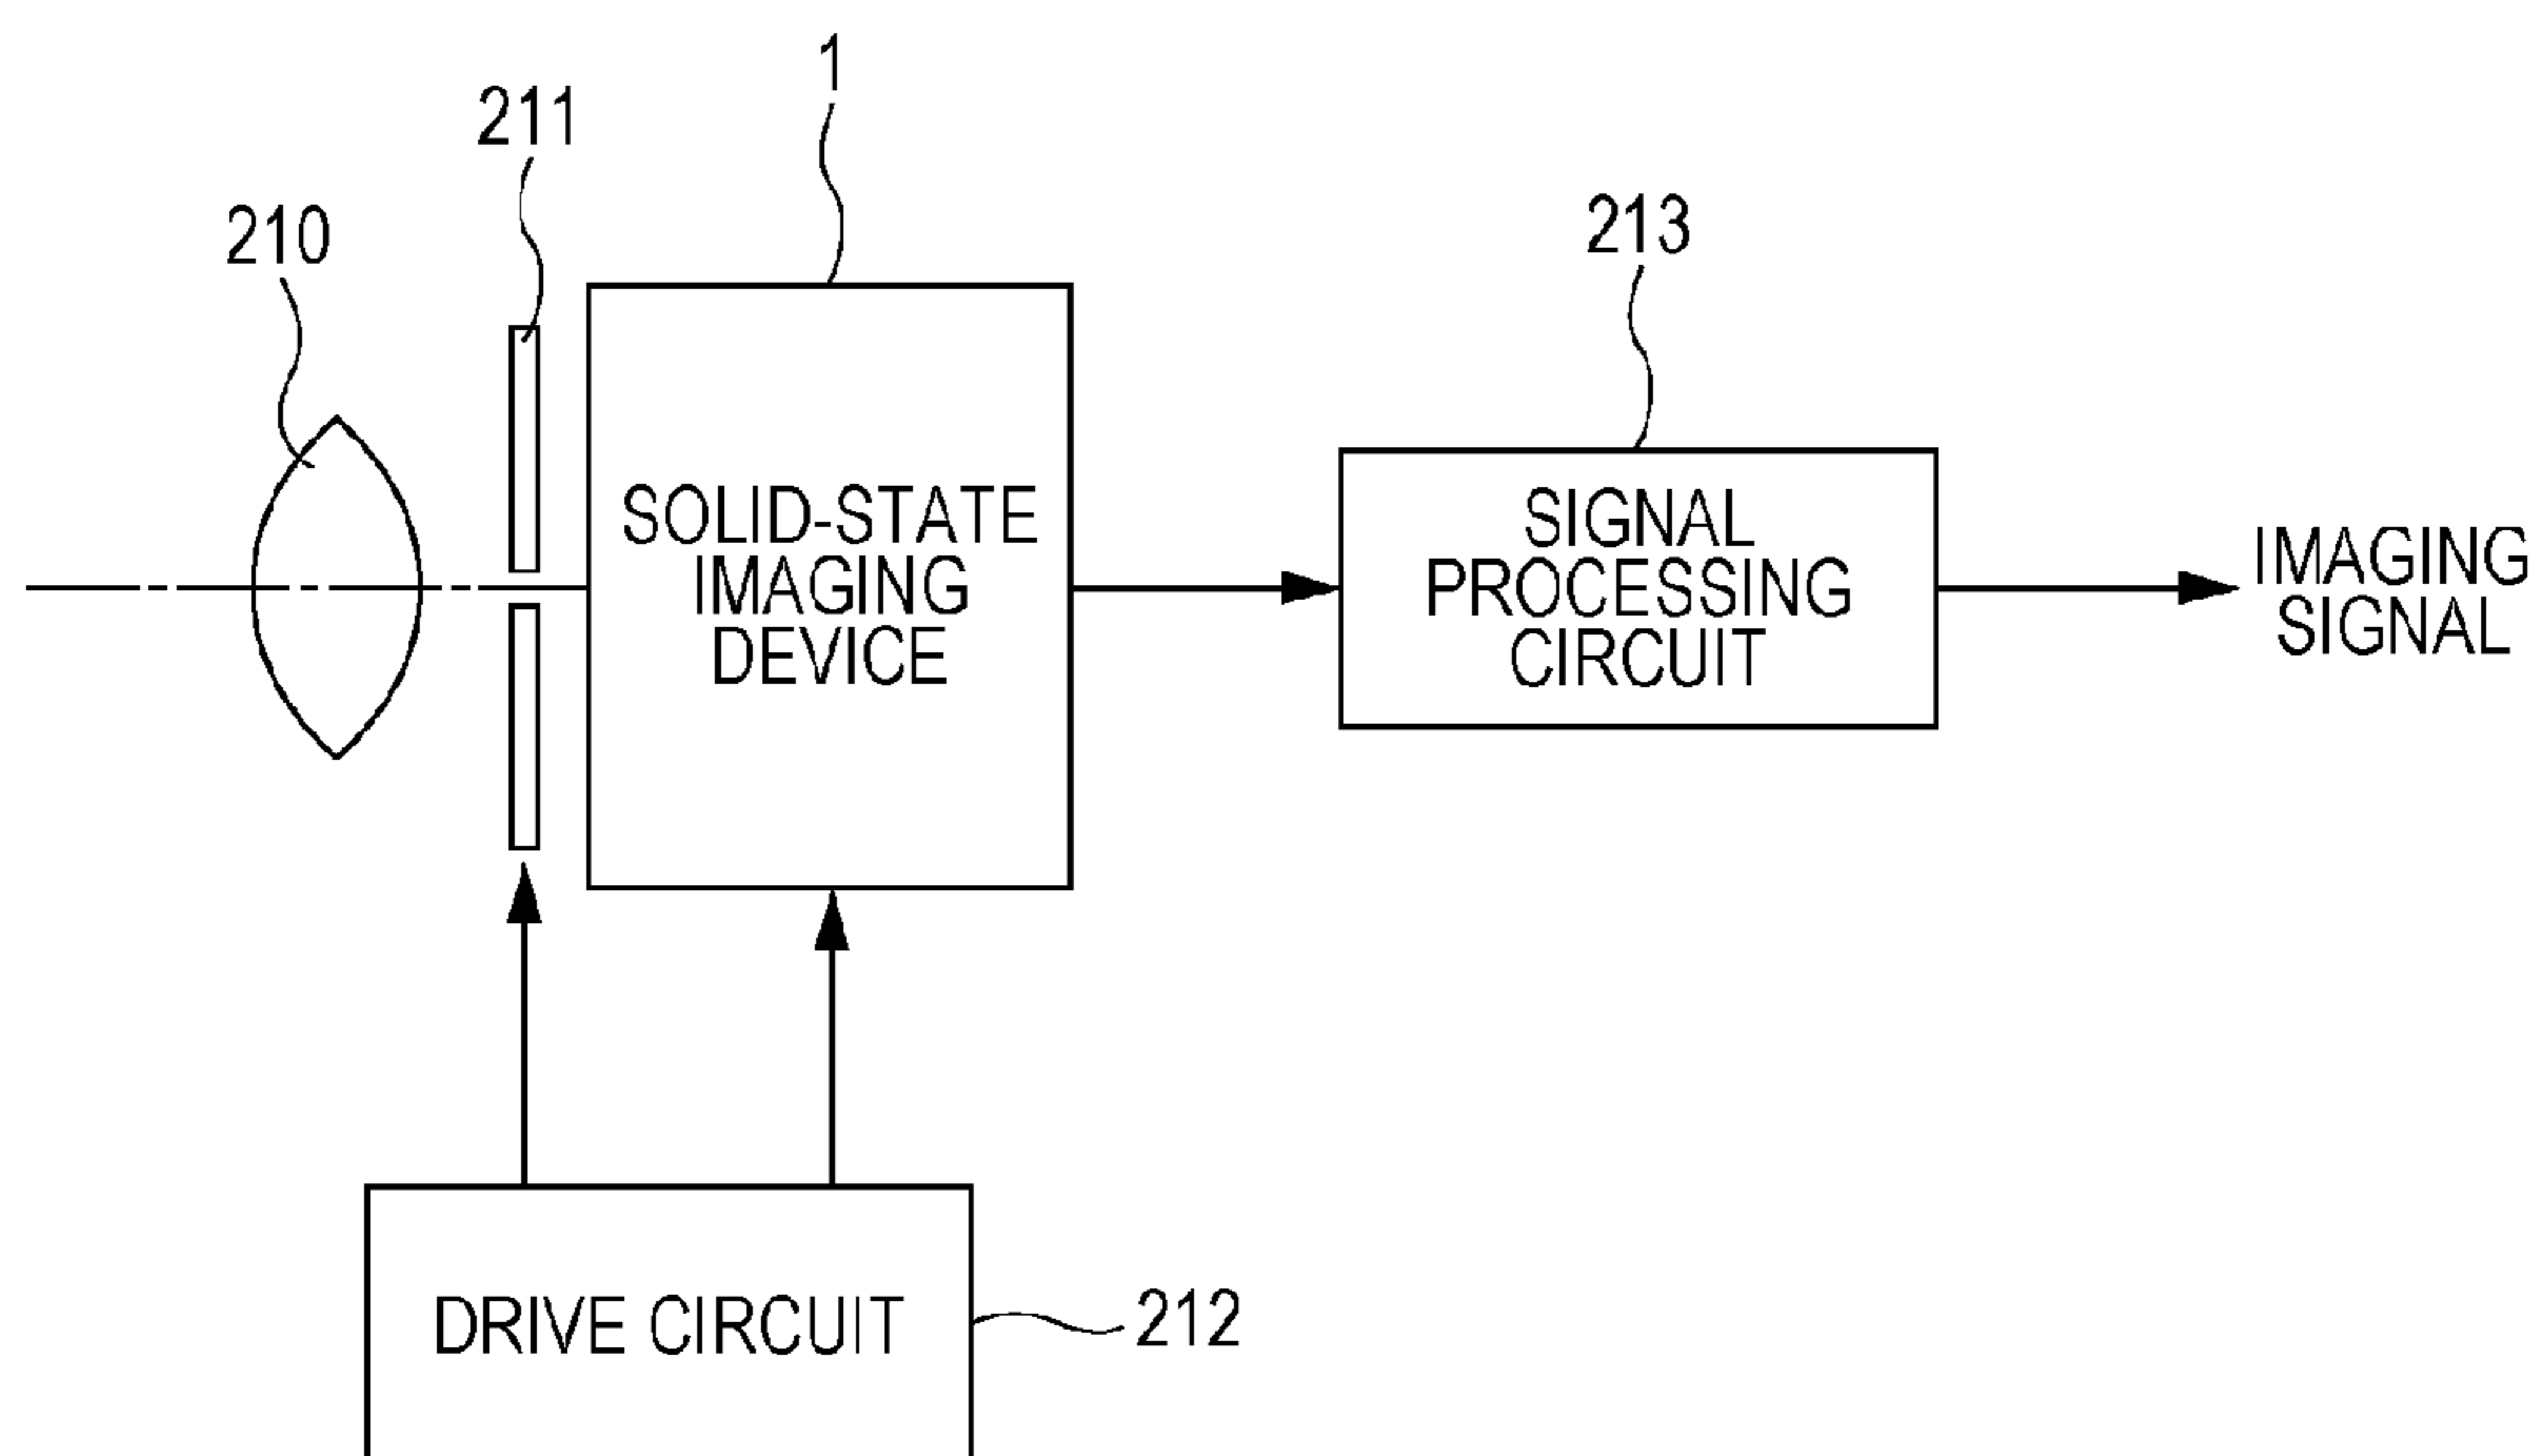 1
211
210
213
SOLID-STATE
IMAGING
DEVICE
SIGNAL
PROCESSING
CIRCUIT
IMAGING
SIGNAL
DRIVE CIRCUIT
212